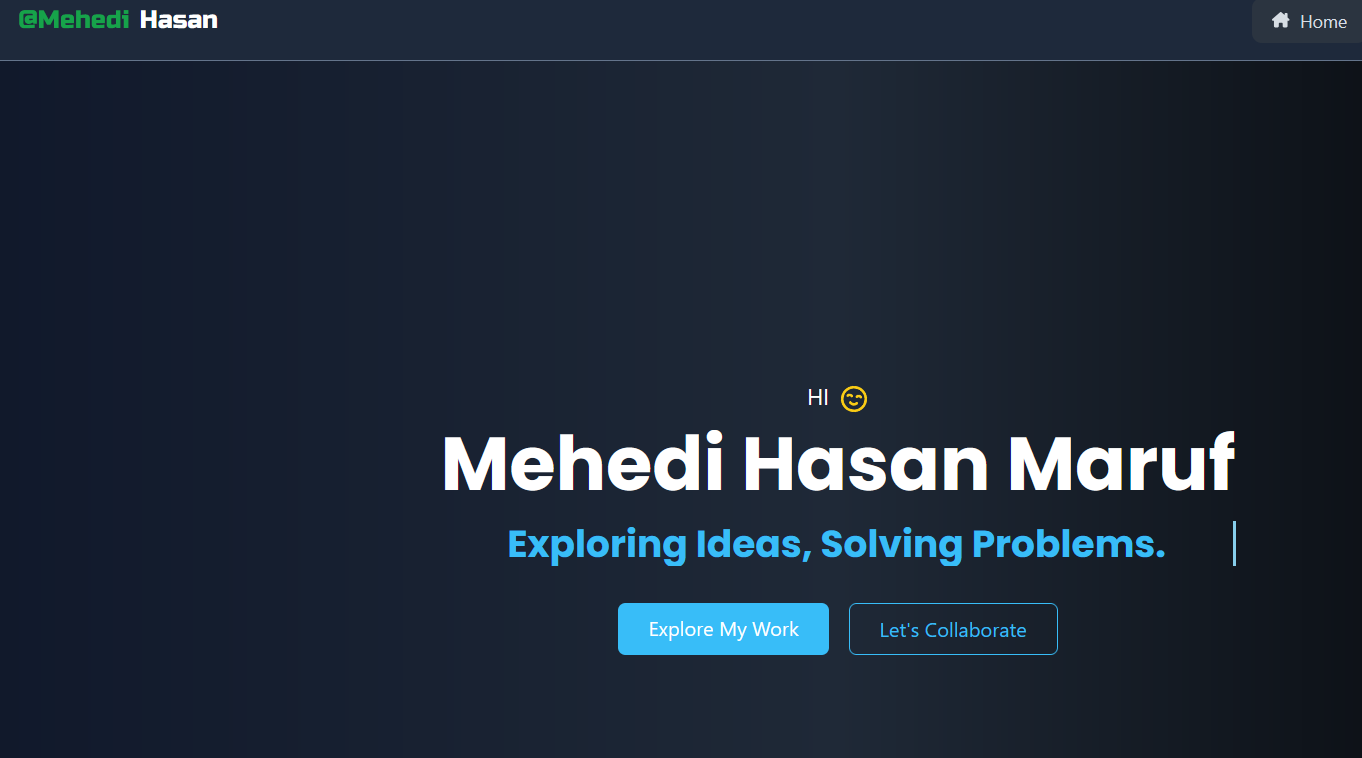 @Mehedi Hasan
Home
HI
Mehedi Hasan Maruf
Exploring Ideas, Solving Problems.
Explore My Work
Let's Collaborate